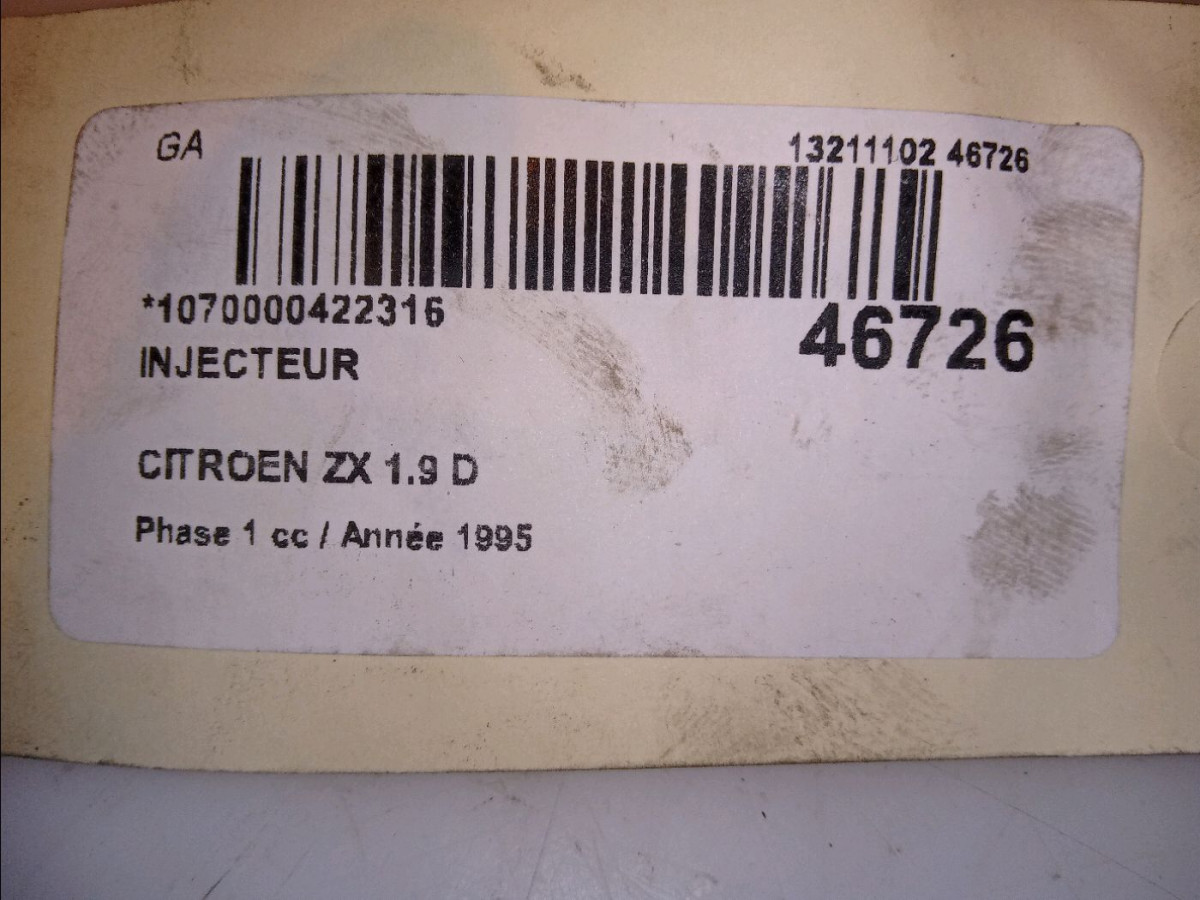 GA
13211102 46726
*1070000422316
46726
INJECTEUR
CITROEN ZX 1.9 D
Phase 1 cc / Année 1995